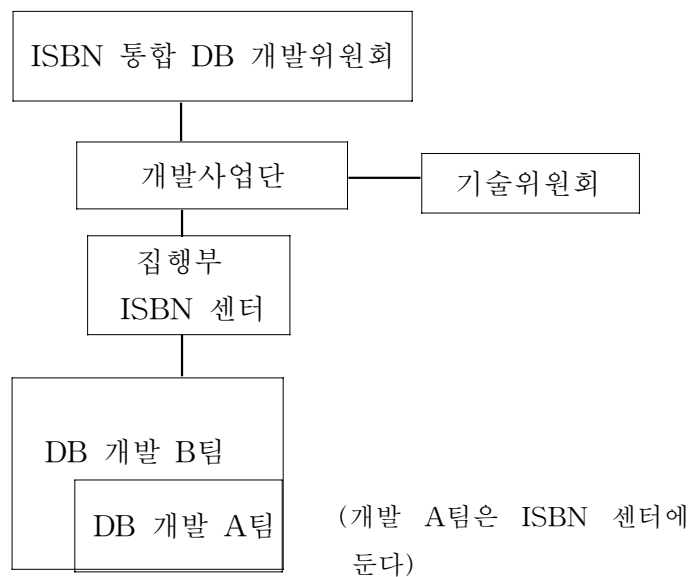 ISBN 통합 DB 개발위원회
개발사업단
기술위원회
집행부
ISBN 센터
DB 개발 B팀
DB 개발 A팀
(개발 A팀은 ISBN 센터에
둔다)